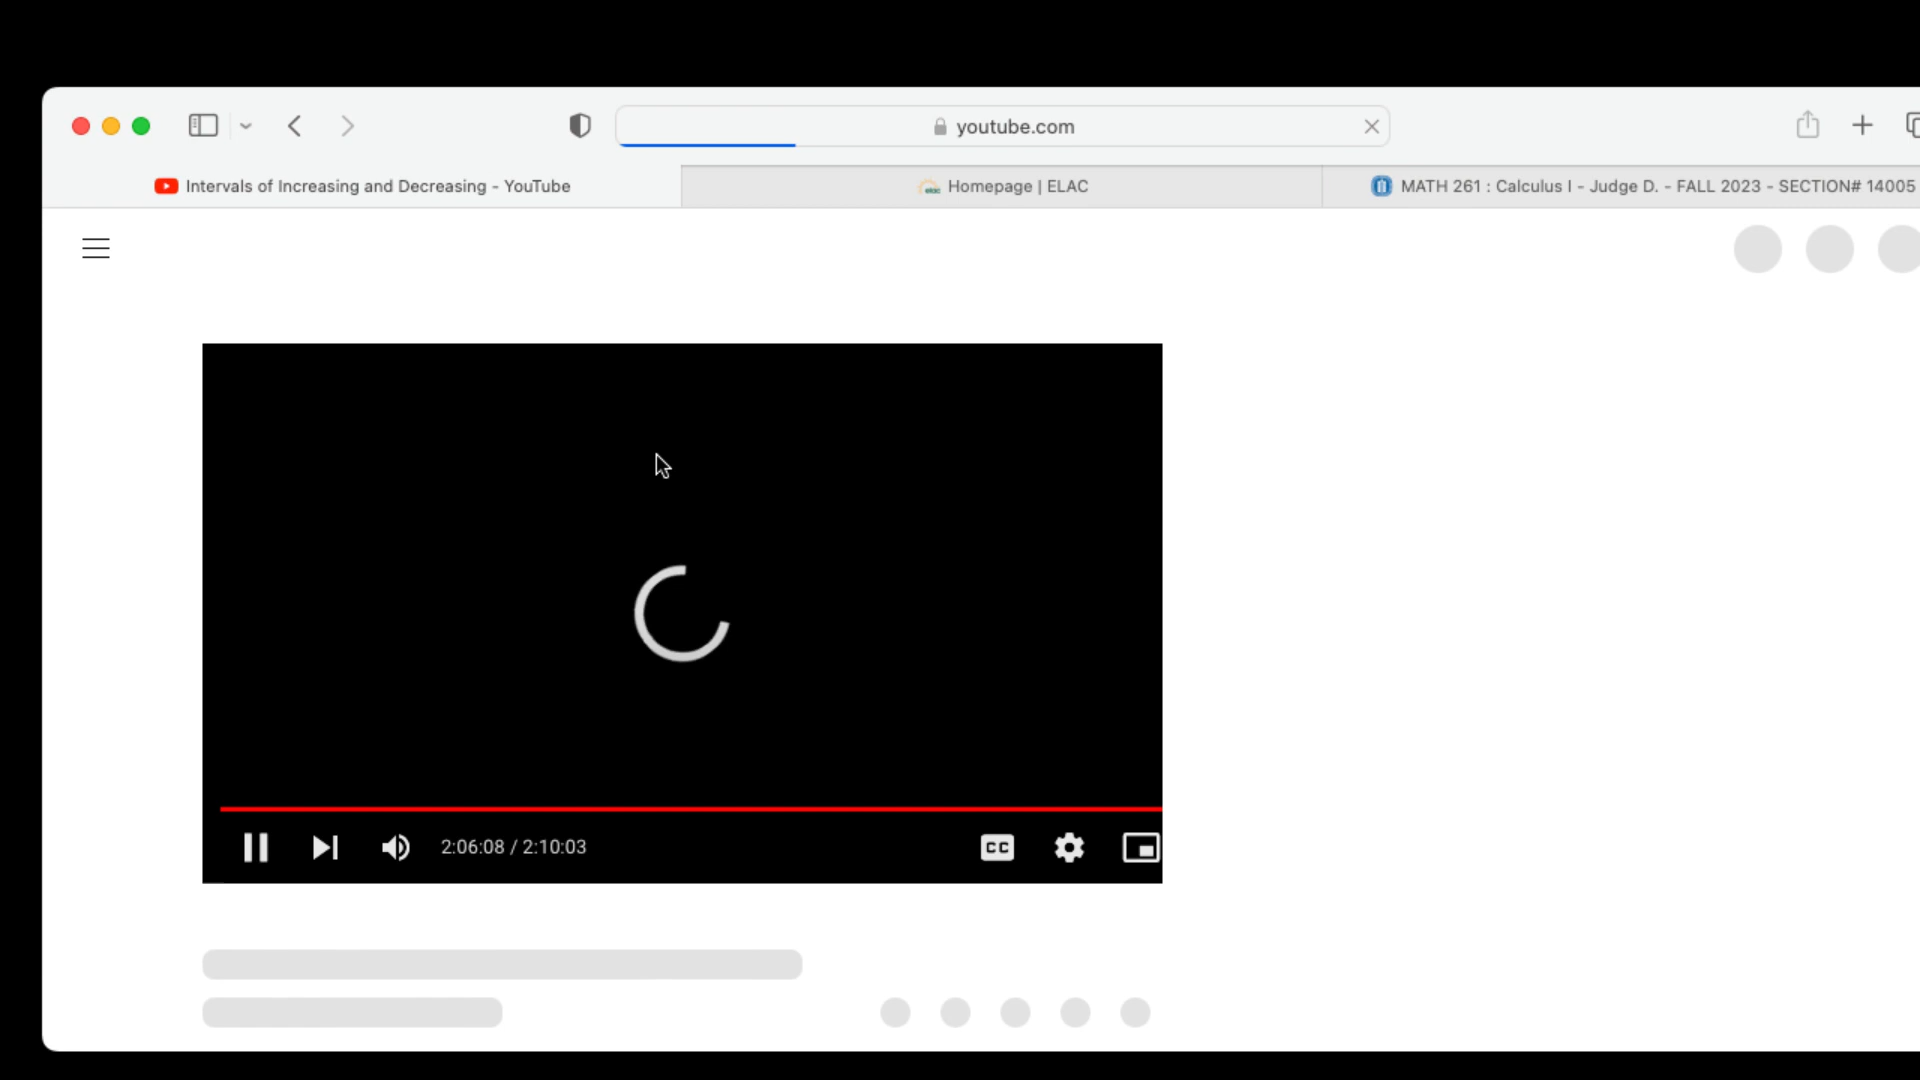 youtube.com
Intervals of Increasing and Decreasing - YouTube
Homepage | ELAC
MATH 261 : Calculus I - Judge D. - FALL 2023 - SECTION# 14005
2:06:08 / 2:10:03
CC